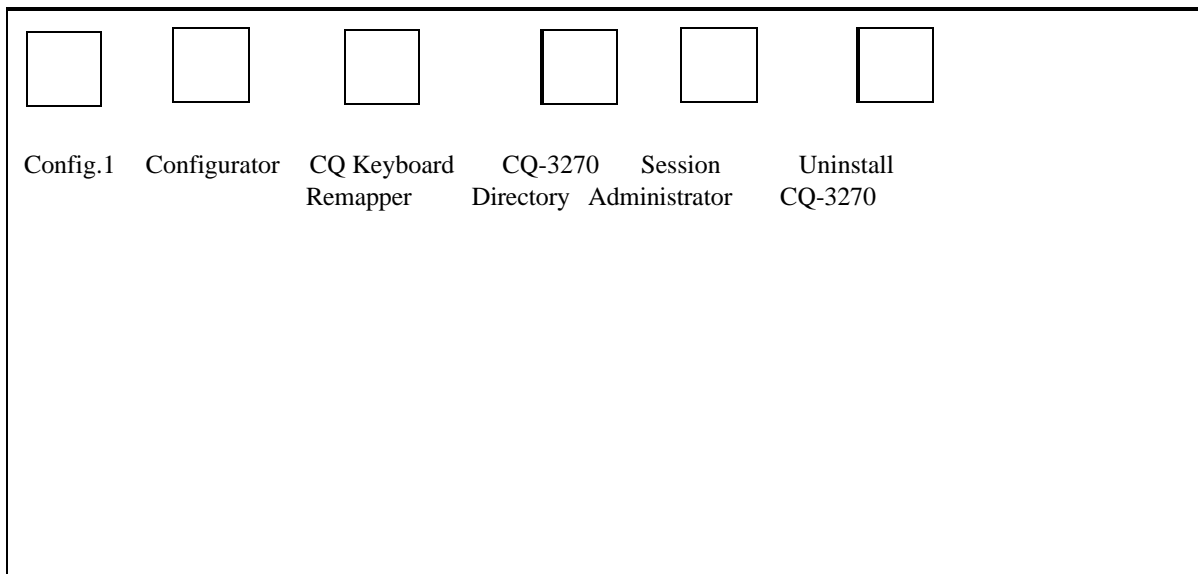 Config.1 Configurator CQ Keyboard CQ-3270 Session Uninstall
Remapper Directory Administrator CQ-3270